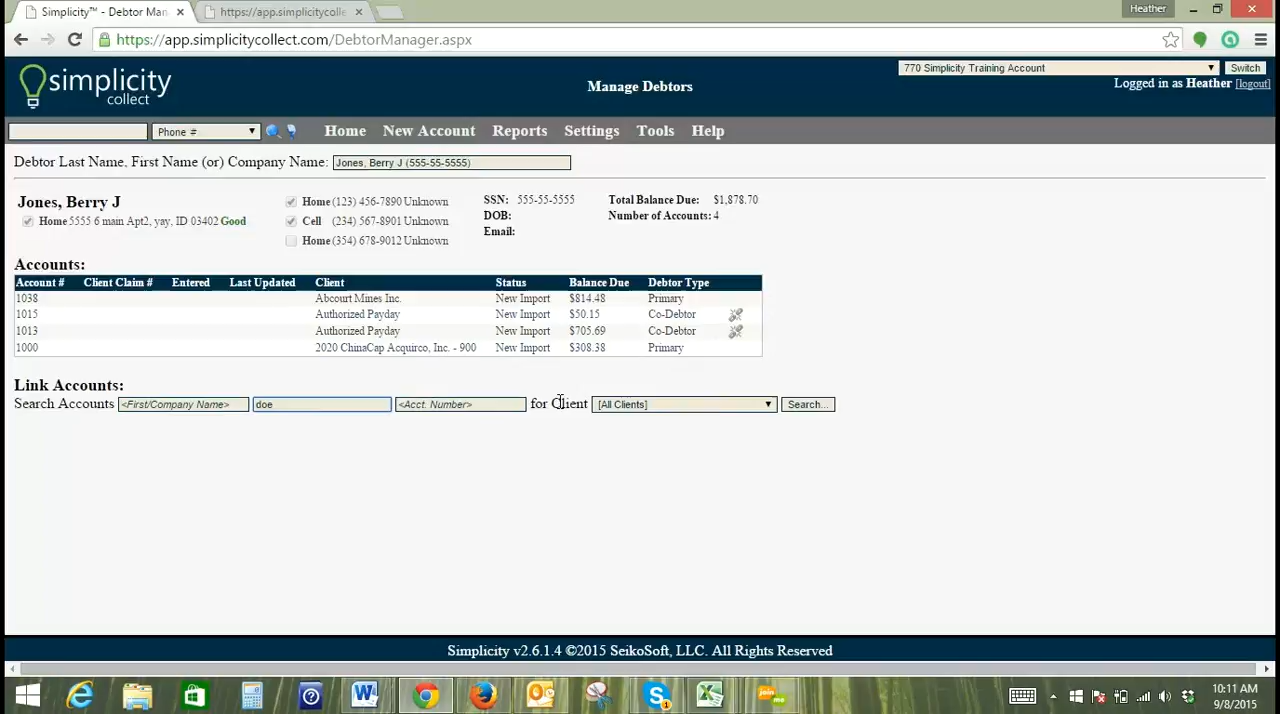 Simplicity™ - Debtor Man
https://app.simplicitycolle
Heather
https://app.simplicitycollect.com/DebtorManager.aspx
simplicity
collect
Manage Debtors
770 Simplicity Training Account
Switch
Logged in as Heather [logout]
Phone #
Home
New Account
Reports
Settings
Tools
Help
Debtor Last Name, First Name (or) Company Name: Jones, Berry J (555-55-5555)
Jones, Berry J
Home 5555 6 main Apt2, yay, ID 03402 Good
Home (123) 456-7890 Unknown
Cell (234) 567-8901 Unknown
Home (354) 678-9012 Unknown
SSN: 555-55-5555
DOB:
Email:
Total Balance Due: $1,878.70
Number of Accounts: 4
Accounts:
Account # Client Claim # Entered Last Updated Client Status Balance Due Debtor Type
1038 Abcourt Mines Inc. New Import $814.48 Primary
1015 Authorized Payday New Import $50.15 Co-Debtor
1013 Authorized Payday New Import $705.69 Co-Debtor
1000 2020 ChinaCap Acquirco, Inc. - 900 New Import $308.38 Primary
Link Accounts:
Search Accounts <First/Company Name> doe <Acct. Number> for Client [All Clients] Search...
Simplicity v2.6.1.4 ©2015 SeikoSoft, LLC. All Rights Reserved
10:11 AM
9/8/2015